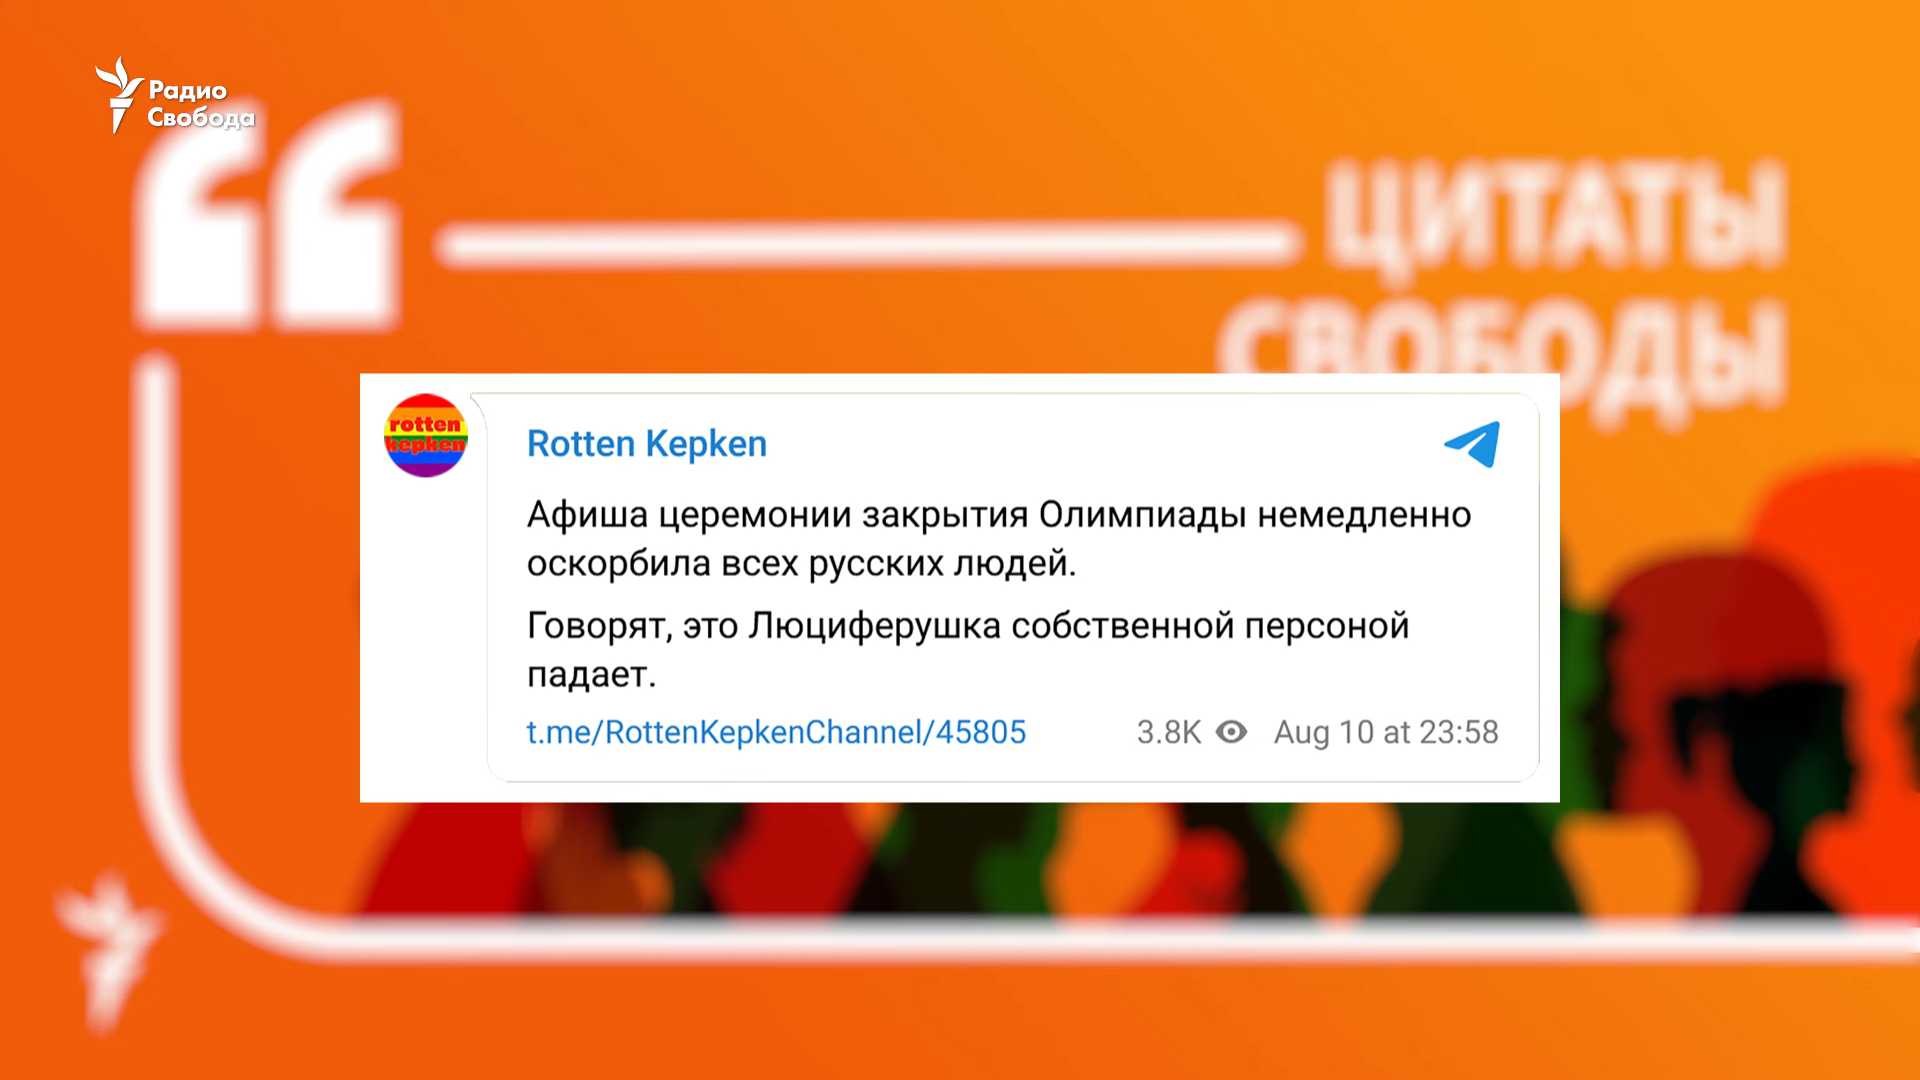 Радио
Свобода
ЦИТАТЫ
СВОБОДЫ
rotten
kepken
Rotten Kepken
Афиша церемонии закрытия Олимпиады немедленно
оскорбила всех русских людей.
Говорят, это Люциферушка собственной персоной
падает.
t.me/RottenKepkenChannel/45805 3.8K Aug 10 at 23:58